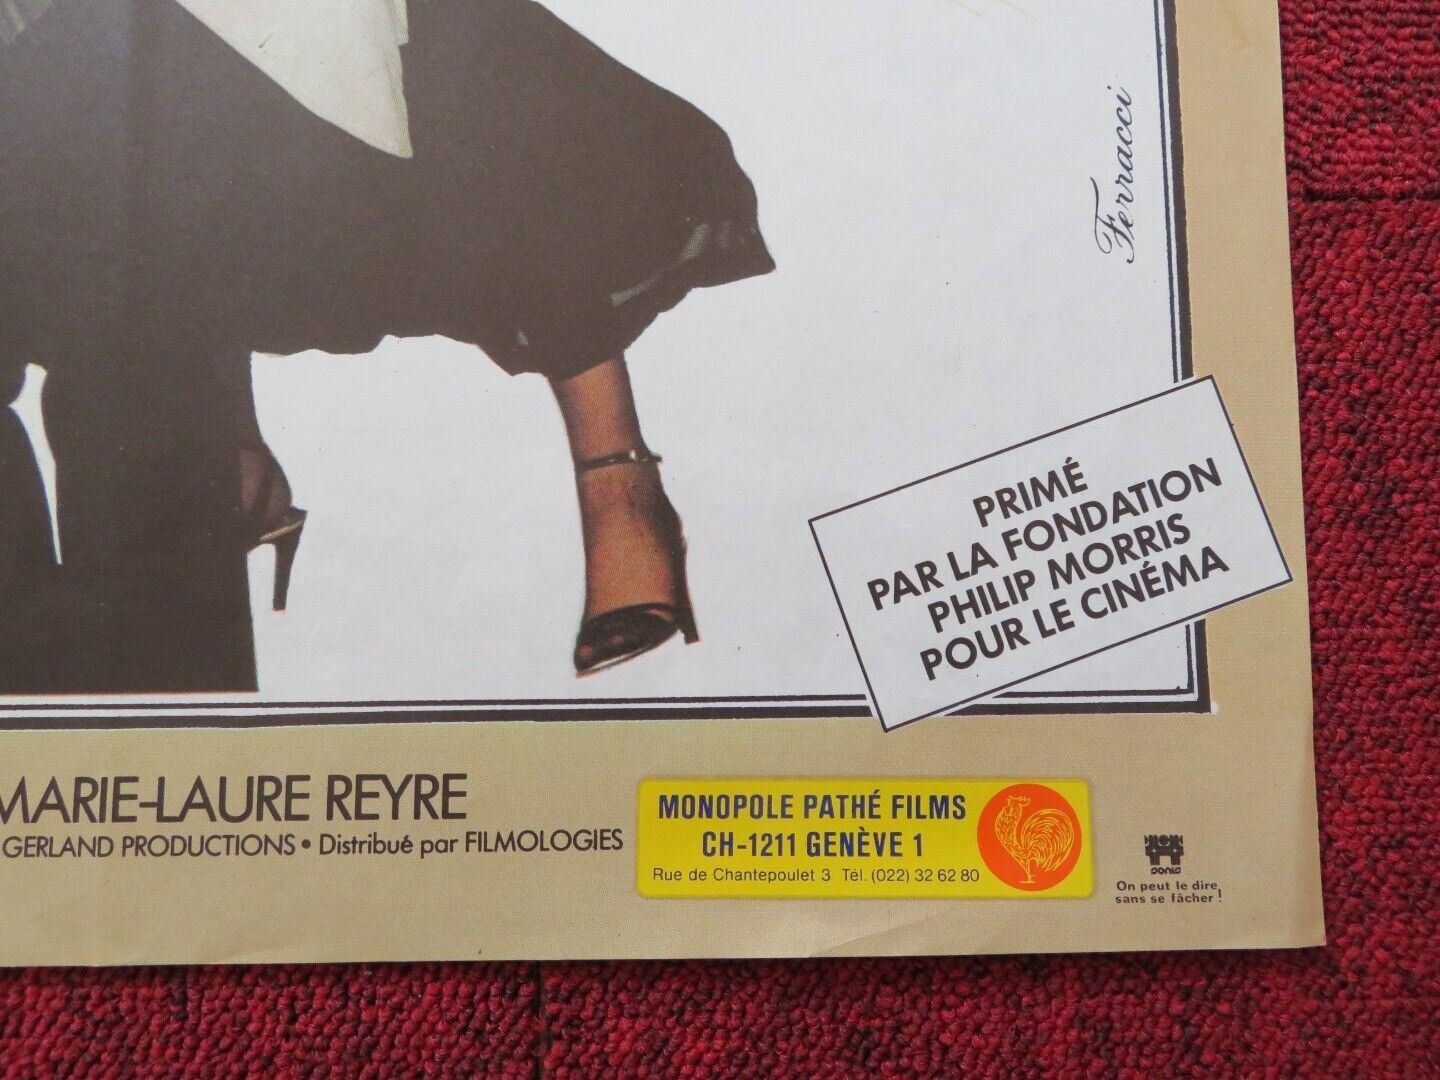 Ferracci
PRIMÉ
PAR LA FONDATION
PHILIP MORRIS
POUR LE CINÉMA
MARIE-LAURE REYRE
GERLAND PRODUCTIONS • Distribué par FILMOLOGIES
MONOPOLE PATHÉ FILMS
CH-1211 GENÈVE 1
Rue de Chantepoulet 3 Tél. (022) 32 62 80
SONIS
On peut le dire
sans se fâcher !